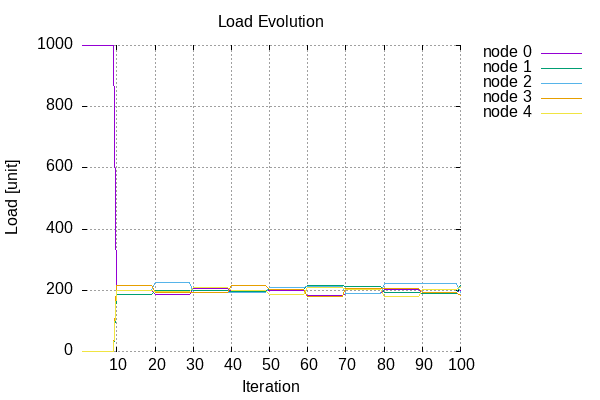 Load Evolution
node 0
node 1
node 2
node 3
node 4
1000
800
600
400
200
0
Load [unit]
10 20 30 40 50 60 70 80 90 100
Iteration